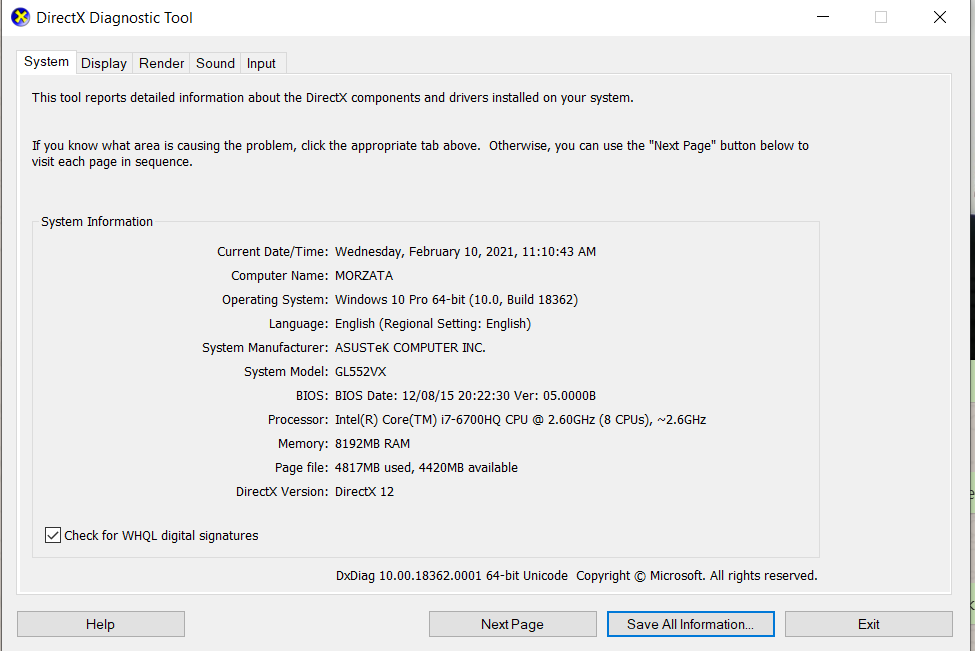 DirectX Diagnostic Tool
System Display Render Sound Input
This tool reports detailed information about the DirectX components and drivers installed on your system.
If you know what area is causing the problem, click the appropriate tab above.  Otherwise, you can use the "Next Page" button below to
visit each page in sequence.
System Information
Current Date/Time: Wednesday, February 10, 2021, 11:10:43 AM
Computer Name: MORZATA
Operating System: Windows 10 Pro 64-bit (10.0, Build 18362)
Language: English (Regional Setting: English)
System Manufacturer: ASUSTeK COMPUTER INC.
System Model: GL552VX
BIOS: BIOS Date: 12/08/15 20:22:30 Ver: 05.0000B
Processor: Intel(R) Core(TM) i7-6700HQ CPU @ 2.60GHz (8 CPUs), ~2.6GHz
Memory: 8192MB RAM
Page file: 4817MB used, 4420MB available
DirectX Version: DirectX 12
Check for WHQL digital signatures
DxDiag 10.00.18362.0001 64-bit Unicode  Copyright © Microsoft. All rights reserved.
Help Next Page Save All Information... Exit